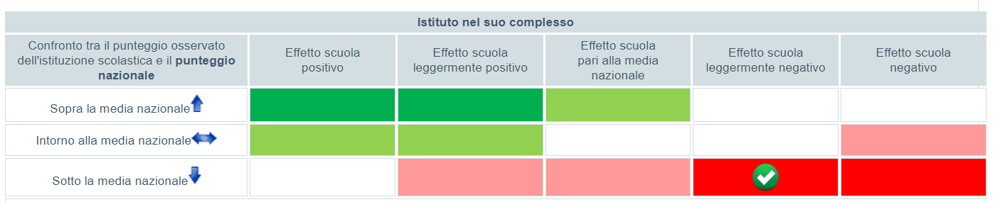 Istituto nel suo complesso
Confronto tra il punteggio osservato
dell'istituzione scolastica e il punteggio
nazionale
Effetto scuola
positivo
Effetto scuola
leggermente positivo
Effetto scuola
pari alla media
nazionale
Effetto scuola
leggermente negativo
Effetto scuola
negativo
Sopra la media nazionale
Intorno alla media nazionale
Sotto la media nazionale